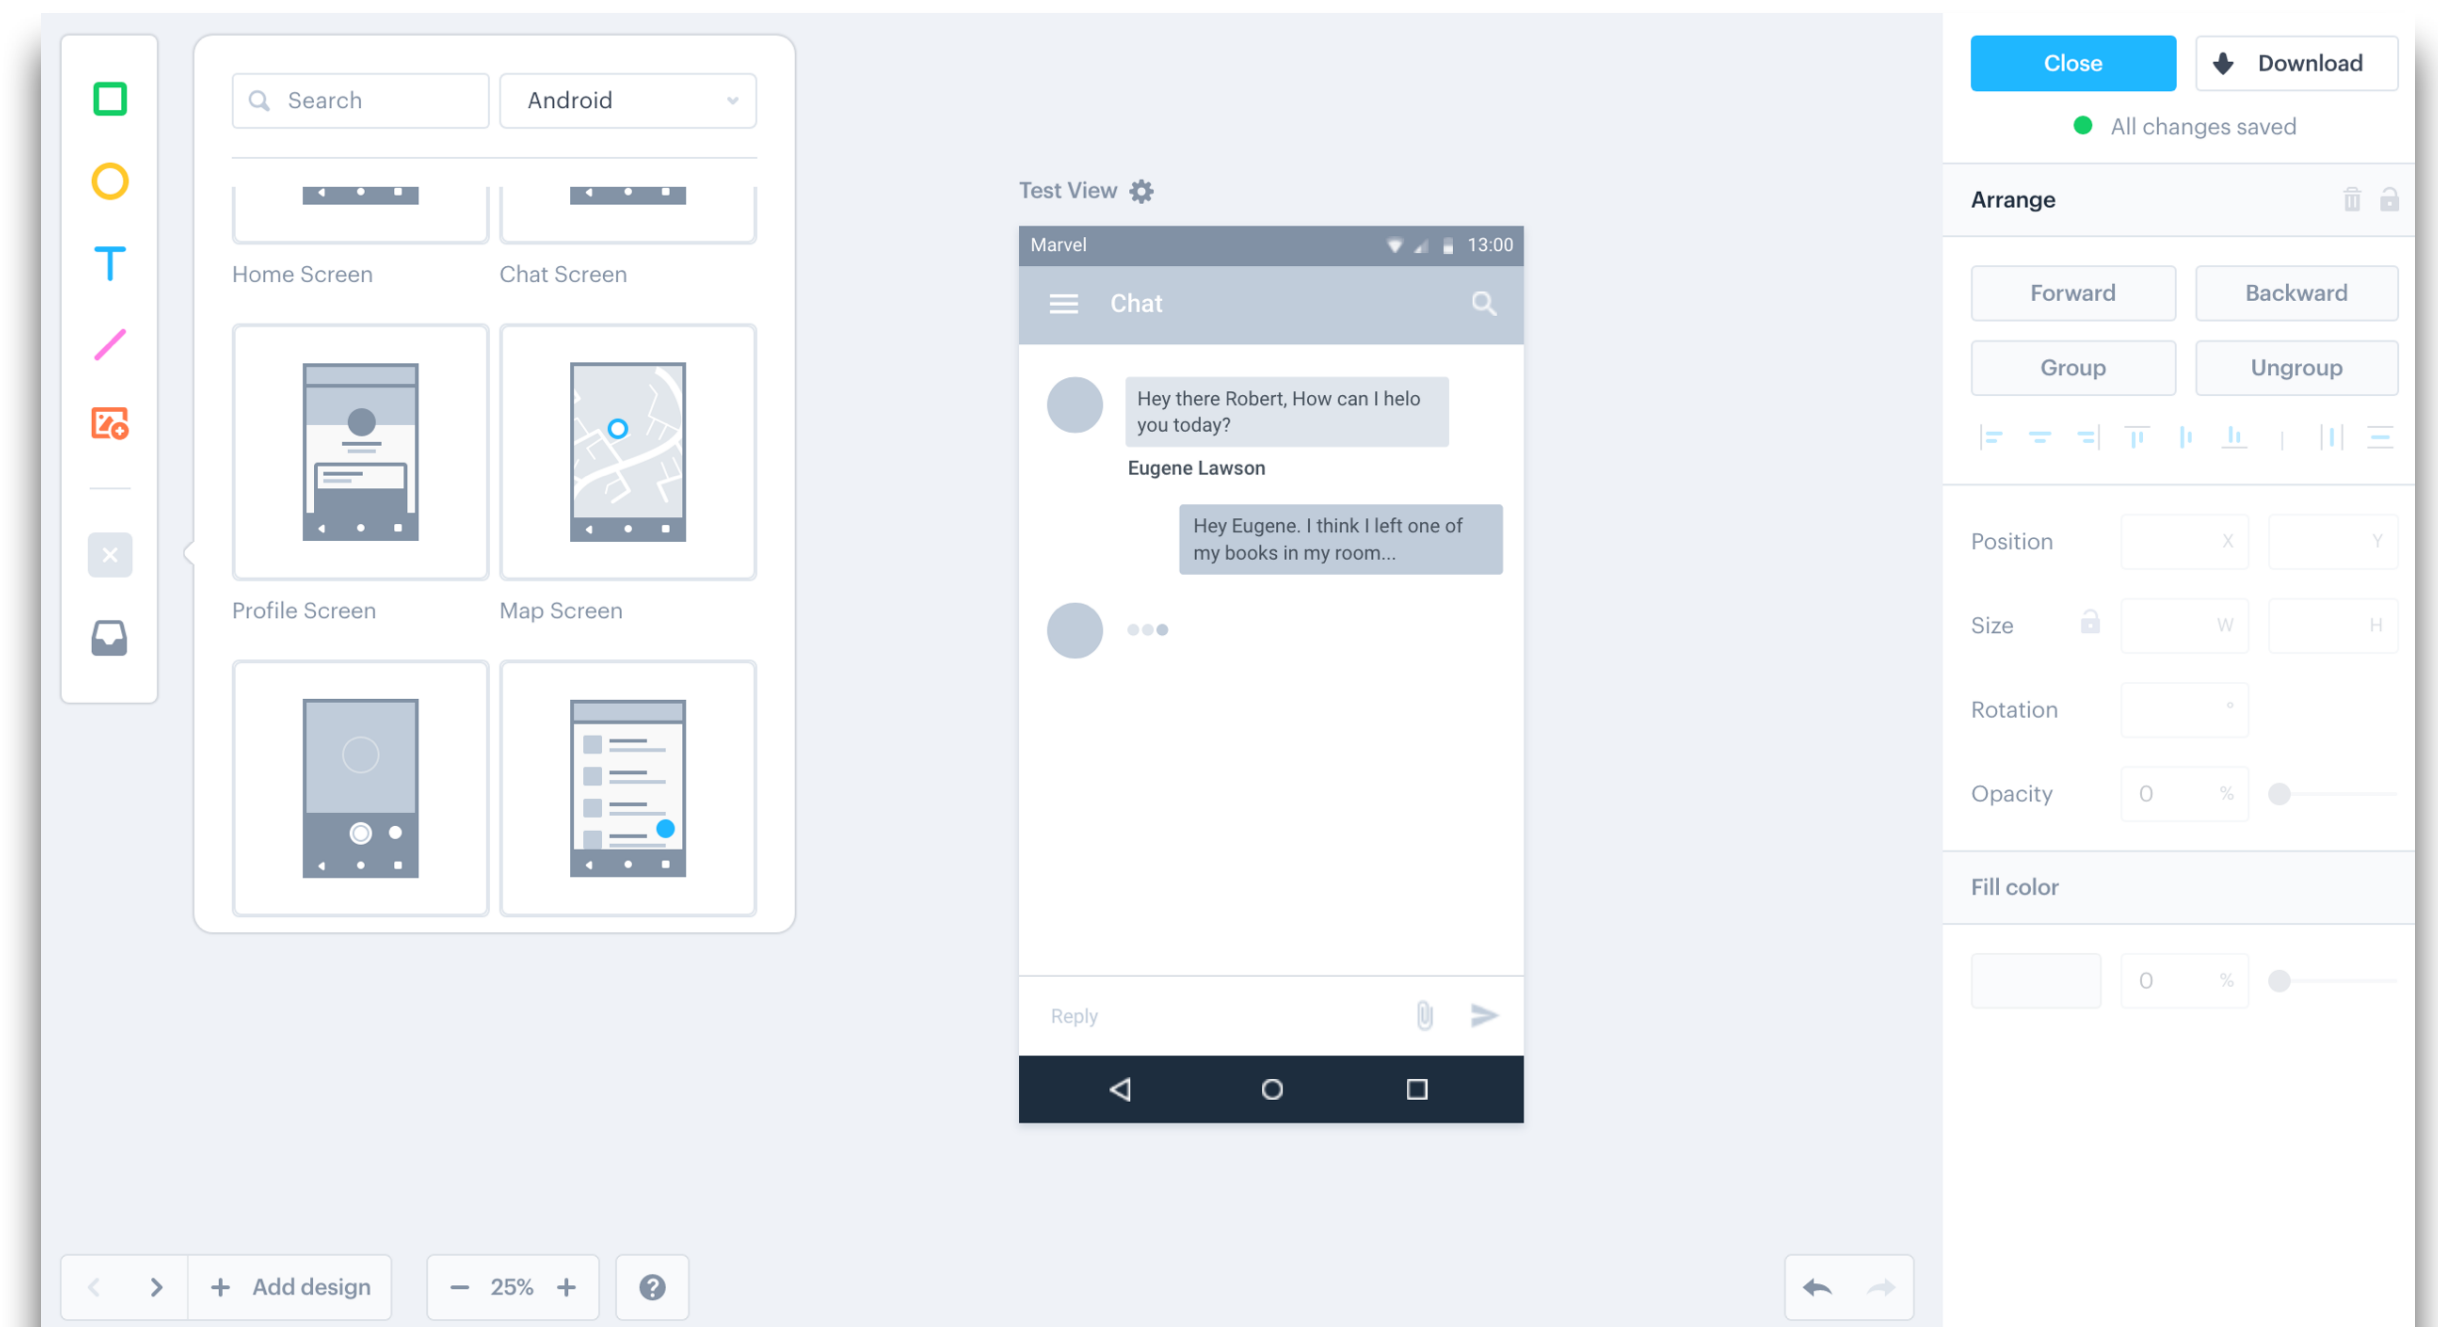 Search
Android
Home Screen
Chat Screen
Profile Screen
Map Screen
Add design
25%
Test View
Marvel
13:00
Chat
Hey there Robert, How can I helo
you today?
Eugene Lawson
Hey Eugene. I think I left one of
my books in my room...
Reply
Close
Download
All changes saved
Arrange
Forward
Backward
Group
Ungroup
Position X Y
Size W H
Rotation °
Opacity 0 %
Fill color
0 %